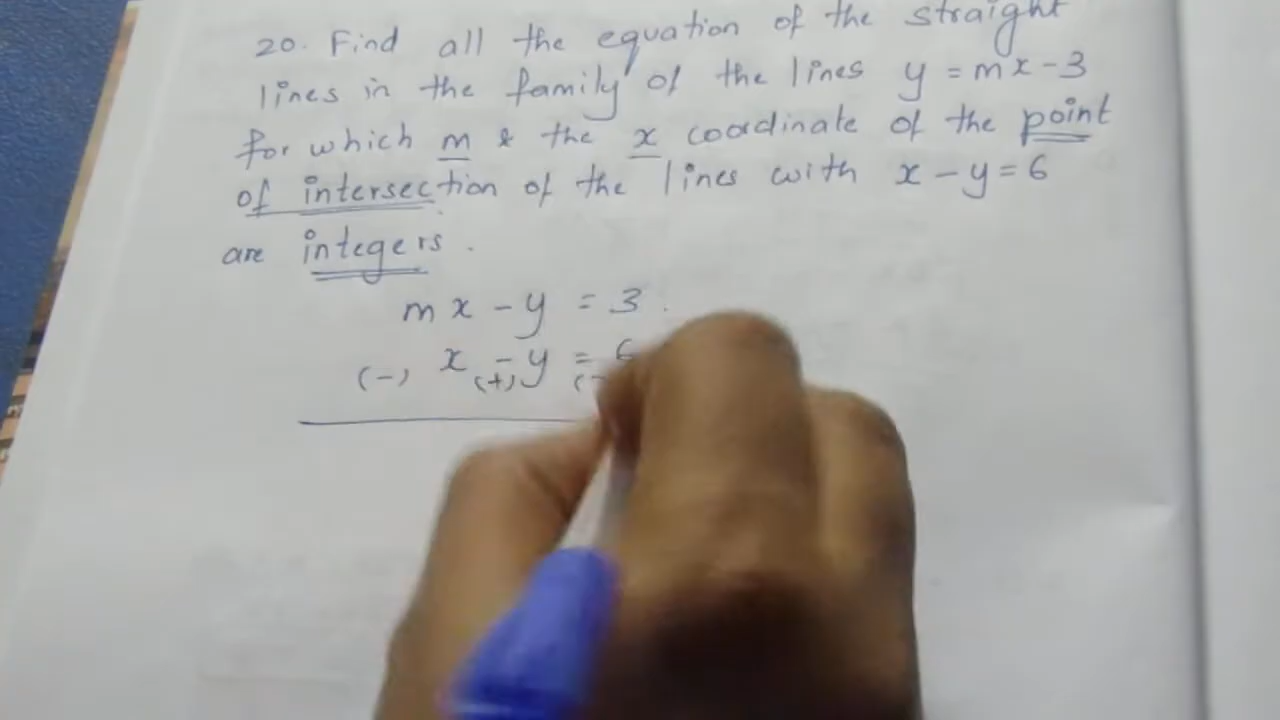 20. Find all the equation of the straight
lines in the family of the lines y = mx - 3
for which m & the x coordinate of the point
of intersection of the lines with x - y = 6
are integers.
mx - y = 3.
x - y = 6
(-) (+) (-